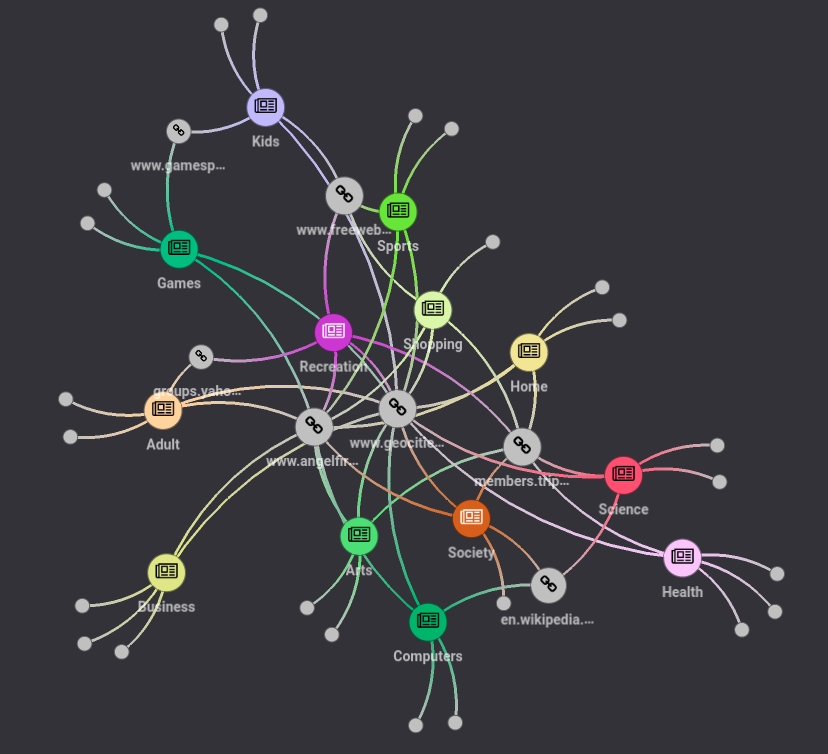 Kids
www.gamesp...
www.freeweb...
Sports
Games
Shopping
Recreation
Home
groups.yaho...
Adult
www.geocitie...
www.angelfir...
members.trip...
Science
Society
Arts
Health
Business
en.wikipedia....
Computers